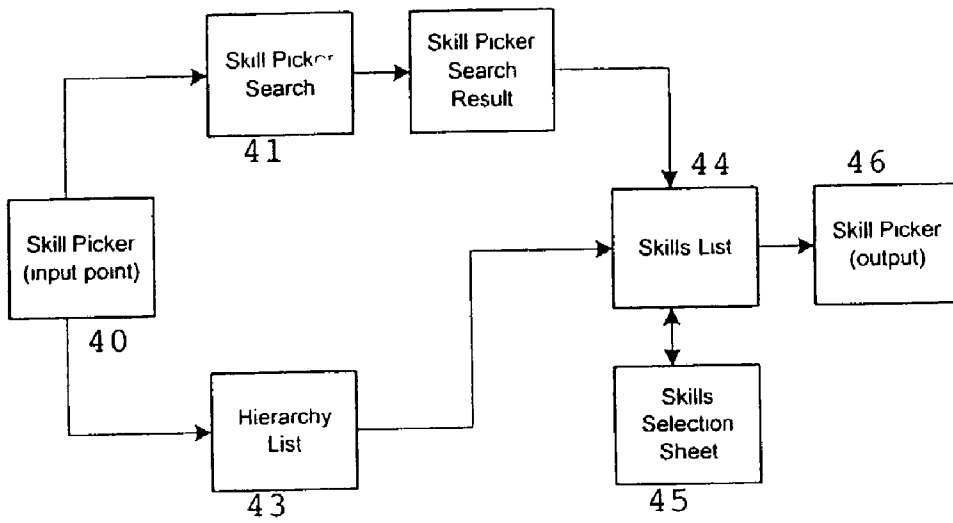 Skill Picker
Search
41
Skill Picker
Search
Result
Skill Picker
(input point)
40
Hierarchy
List
43
44
Skills List
46
Skill Picker
(output)
Skills
Selection
Sheet
45